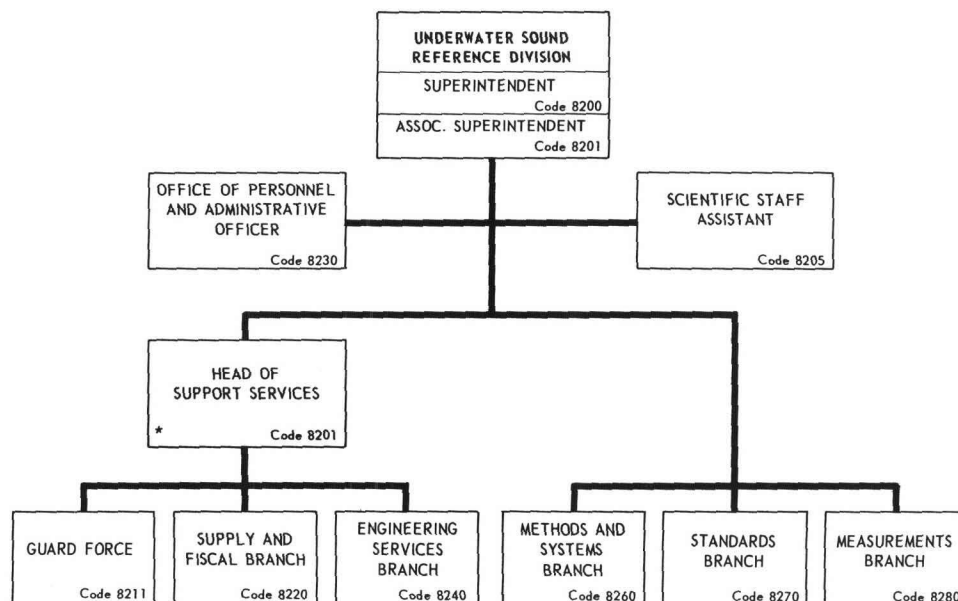 UNDERWATER SOUND
REFERENCE DIVISION
SUPERINTENDENT
Code 8200
ASSOC. SUPERINTENDENT
Code 8201
OFFICE OF PERSONNEL
AND ADMINISTRATIVE
OFFICER
Code 8230
SCIENTIFIC STAFF
ASSISTANT
Code 8205
HEAD OF
SUPPORT SERVICES
* Code 8201
GUARD FORCE
Code 8211
SUPPLY AND
FISCAL BRANCH
Code 8220
ENGINEERING
SERVICES
BRANCH
Code 8240
METHODS AND
SYSTEMS
BRANCH
Code 8260
STANDARDS
BRANCH
Code 8270
MEASUREMENTS
BRANCH
Code 8280